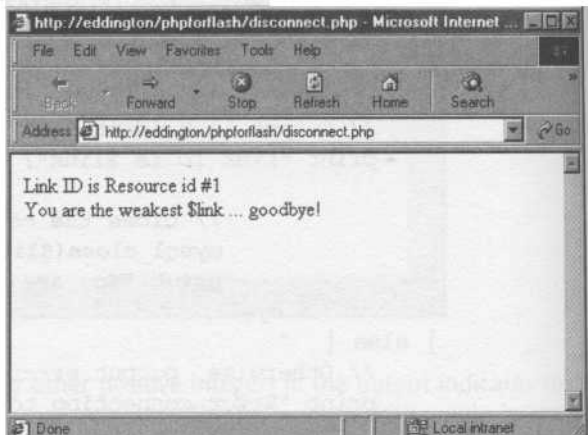 http://eddington/phpforflash/disconnect.php - Microsoft Internet ...
File Edit View Favorites Tools Help
Back Forward Stop Refresh Home Search
Address http://eddington/phpforflash/disconnect.php Go
Link ID is Resource id #1
You are the weakest $link ... goodbye!
Done Local intranet